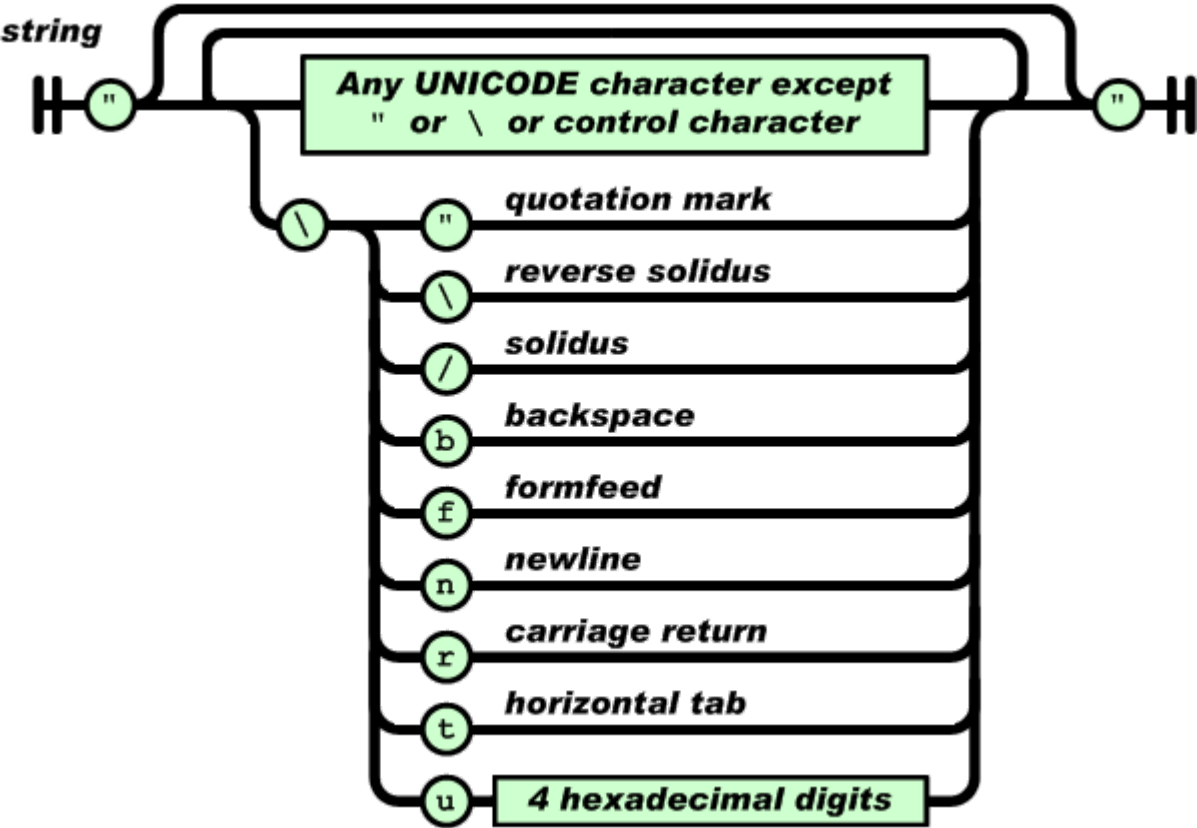 string
"
Any UNICODE character except
" or \ or control character
"
\
" quotation mark
\ reverse solidus
/ solidus
b backspace
f formfeed
n newline
r carriage return
t horizontal tab
u 4 hexadecimal digits